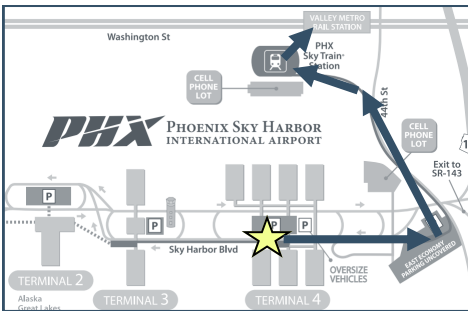 VALLEY METRO
RAIL STATION
Washington St
PHX
Sky Train
Station
CELL
PHONE
LOT
44th St
PHX
PHOENIX SKY HARBOR
INTERNATIONAL AIRPORT
CELL
PHONE
LOT
1
Exit to
SR-143
P
P
P
P
Sky Harbor Blvd
EAST ECONOMY
PARKING UNCOVERED
TERMINAL 2
OVERSIZE
VEHICLES
TERMINAL 3
TERMINAL 4
Alaska
Great Lakes